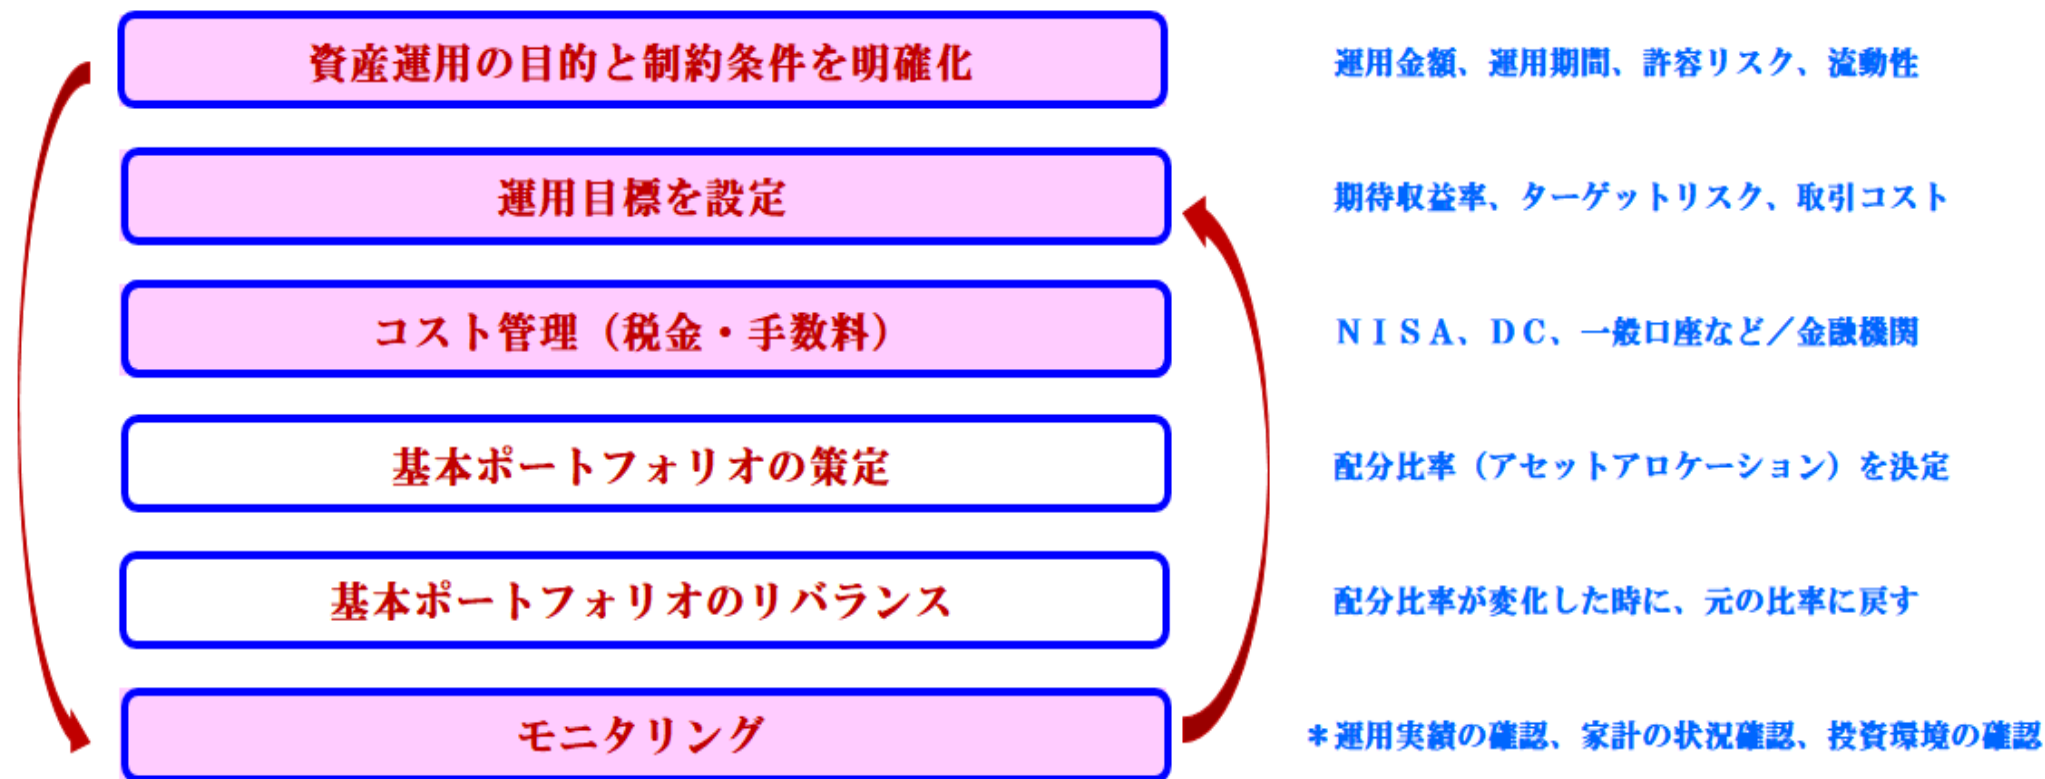 資産運用の目的と制約条件を明確化 運用金額、運用期間、許容リスク、流動性
運用目標を設定 期待収益率、ターゲットリスク、取引コスト
コスト管理（税金・手数料） ＮＩＳＡ、ＤＣ、一般口座など／金融機関
基本ポートフォリオの策定 配分比率（アセットアロケーション）を決定
基本ポートフォリオのリバランス 配分比率が変化した時に、元の比率に戻す
モニタリング ＊運用実績の確認、家計の状況確認、投資環境の確認